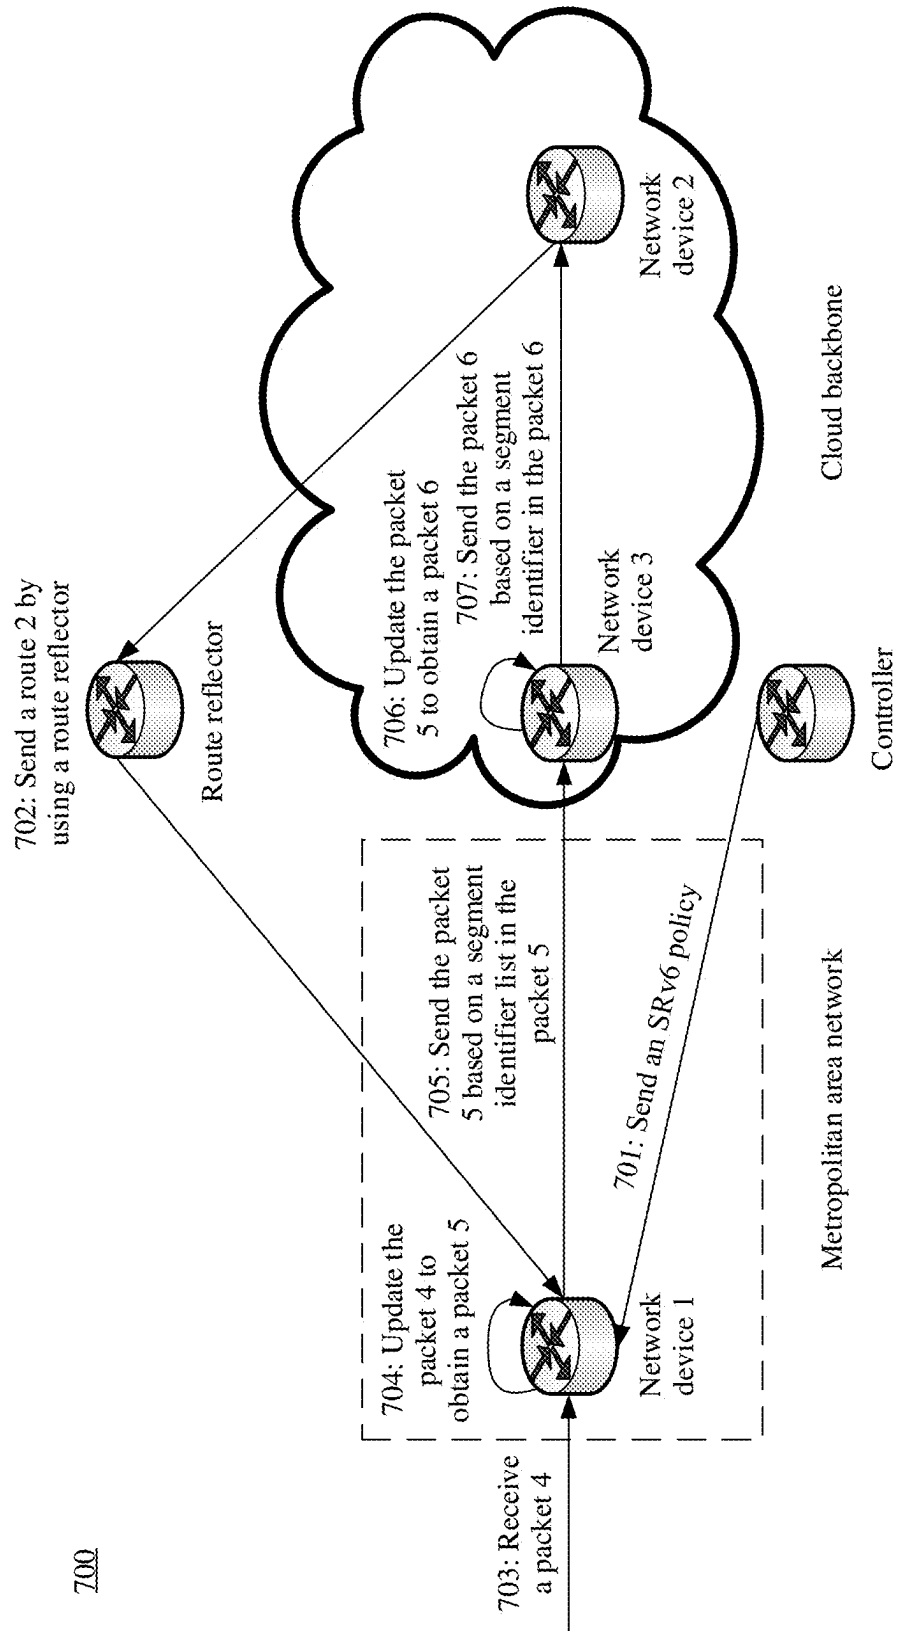 700
702: Send a route 2 by
using a route reflector
Route reflector
703: Receive
a packet 4
704: Update the
packet 4 to
obtain a packet 5
Network
device 1
705: Send the packet
5 based on a segment
identifier list in the
packet 5
701: Send an SRv6 policy
Metropolitan area network
706: Update the packet
5 to obtain a packet 6
707: Send the packet 6
based on a segment
identifier in the packet 6
Network
device 3
Network
device 2
Controller
Cloud backbone